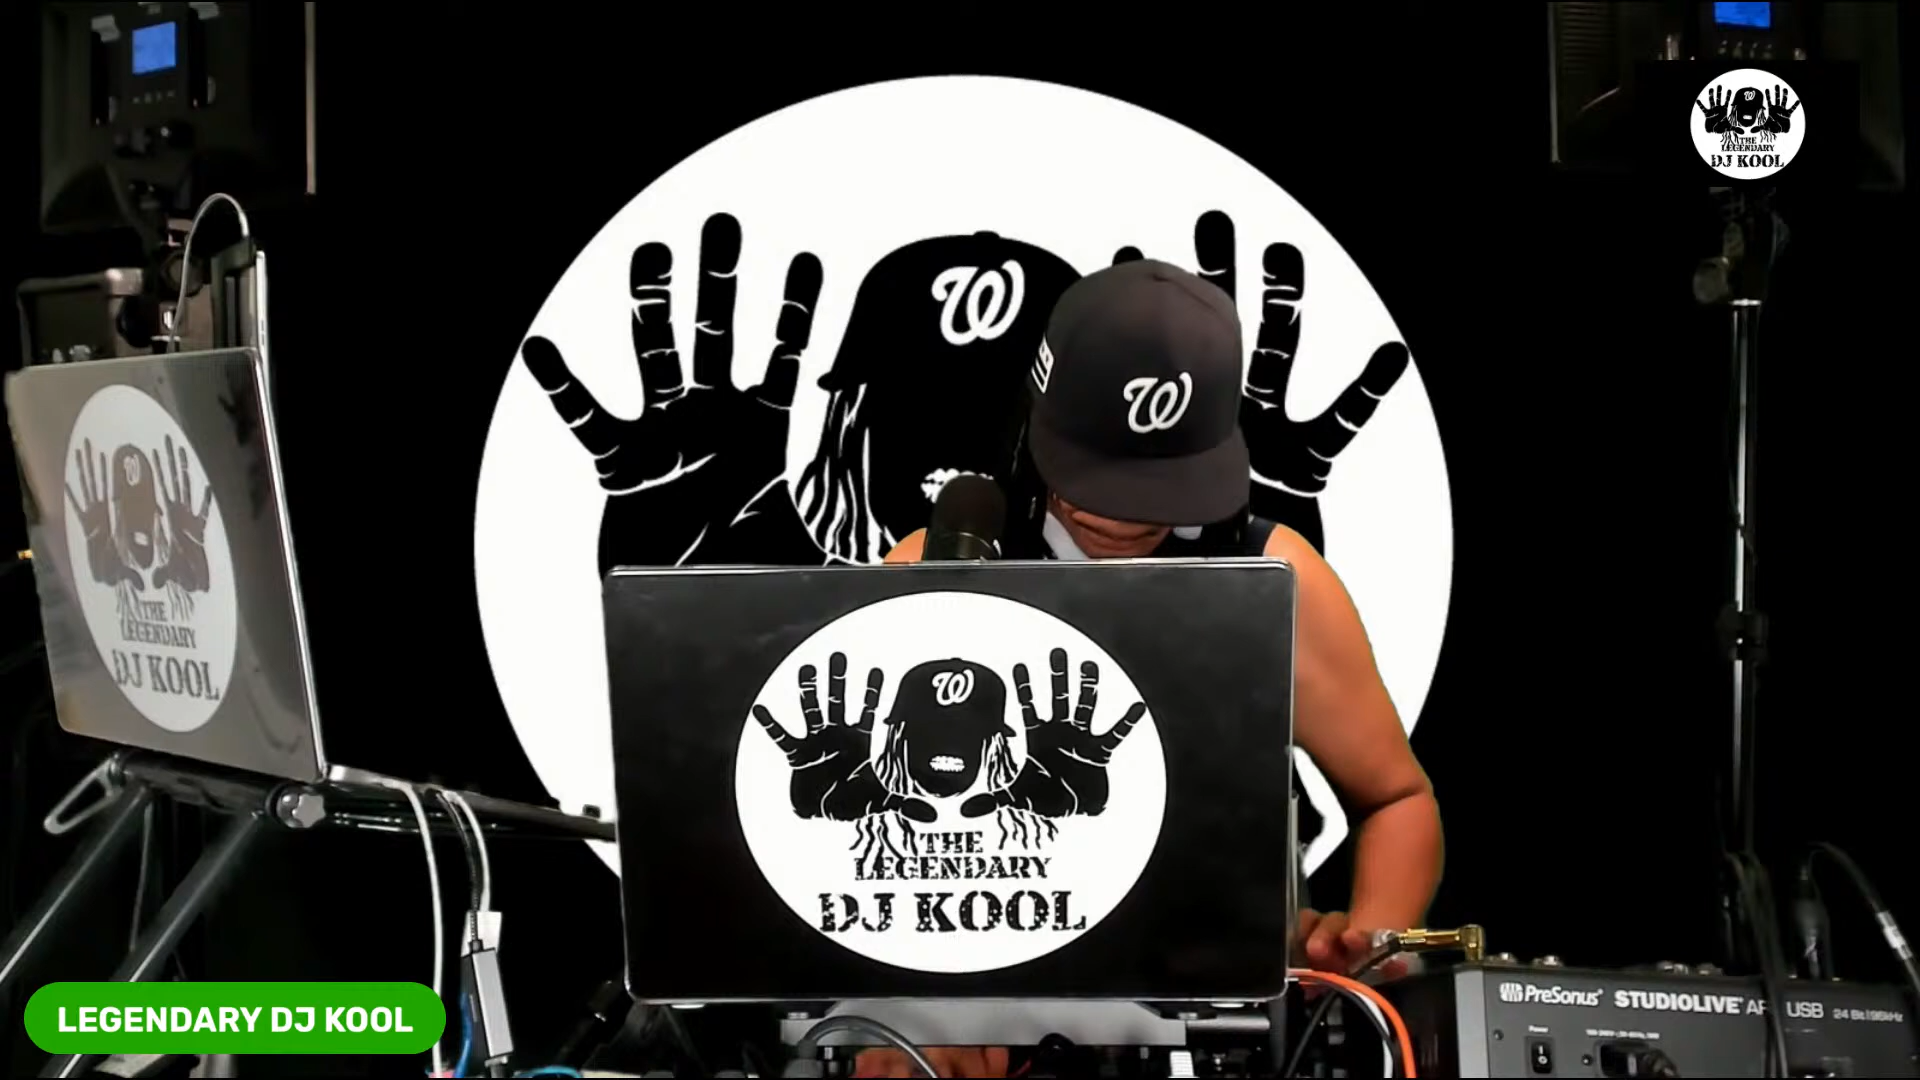 W
THE
LEGENDARY
DJ KOOL
W
W
W
THE
LEGENDARY
DJ KOOL
W
THE
LEGENDARY
DJ KOOL
LEGENDARY DJ KOOL
PreSonus STUDIOLIVE AR USB 24 Bit|96kHz
Power